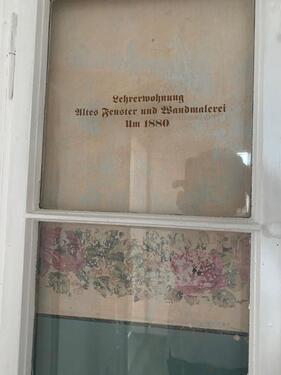 Lehrerwohnung
Altes Fenster und Wandmalerei
Um 1880